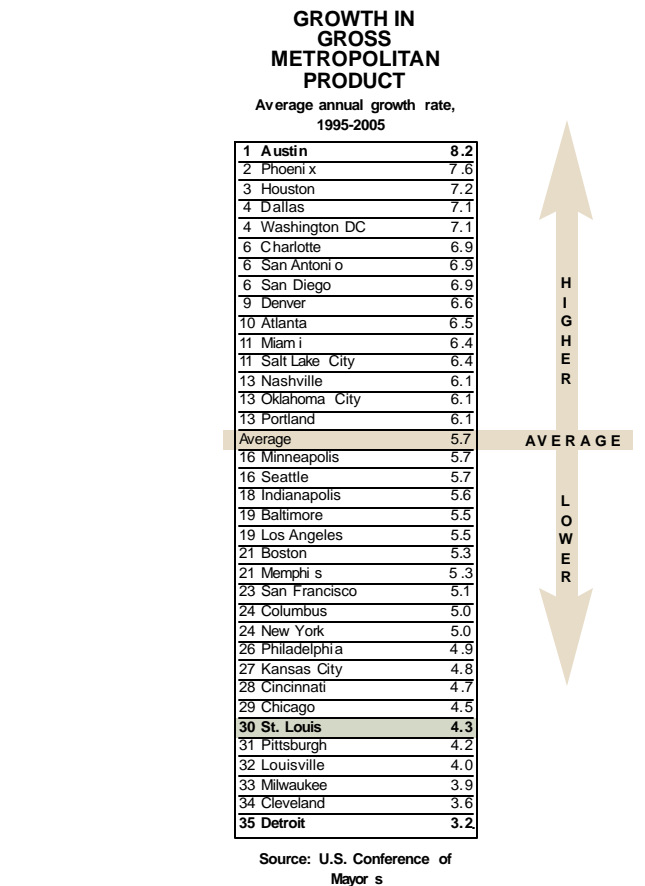 GROWTH IN
GROSS
METROPOLITAN
PRODUCT
Average annual growth rate,
1995-2005
1 Austin 8.2
2 Phoenix 7.6
3 Houston 7.2
4 Dallas 7.1
4 Washington DC 7.1
6 Charlotte 6.9
6 San Antonio 6.9
6 San Diego 6.9
9 Denver 6.6
10 Atlanta 6.5
11 Miami 6.4
11 Salt Lake City 6.4
13 Nashville 6.1
13 Oklahoma City 6.1
13 Portland 6.1
Average 5.7
16 Minneapolis 5.7
16 Seattle 5.7
18 Indianapolis 5.6
19 Baltimore 5.5
19 Los Angeles 5.5
21 Boston 5.3
21 Memphis 5.3
23 San Francisco 5.1
24 Columbus 5.0
24 New York 5.0
26 Philadelphia 4.9
27 Kansas City 4.8
28 Cincinnati 4.7
29 Chicago 4.5
30 St. Louis 4.3
31 Pittsburgh 4.2
32 Louisville 4.0
33 Milwaukee 3.9
34 Cleveland 3.6
35 Detroit 3.2
HIGHER
AVERAGE
LOWER
Source: U.S. Conference of
Mayors